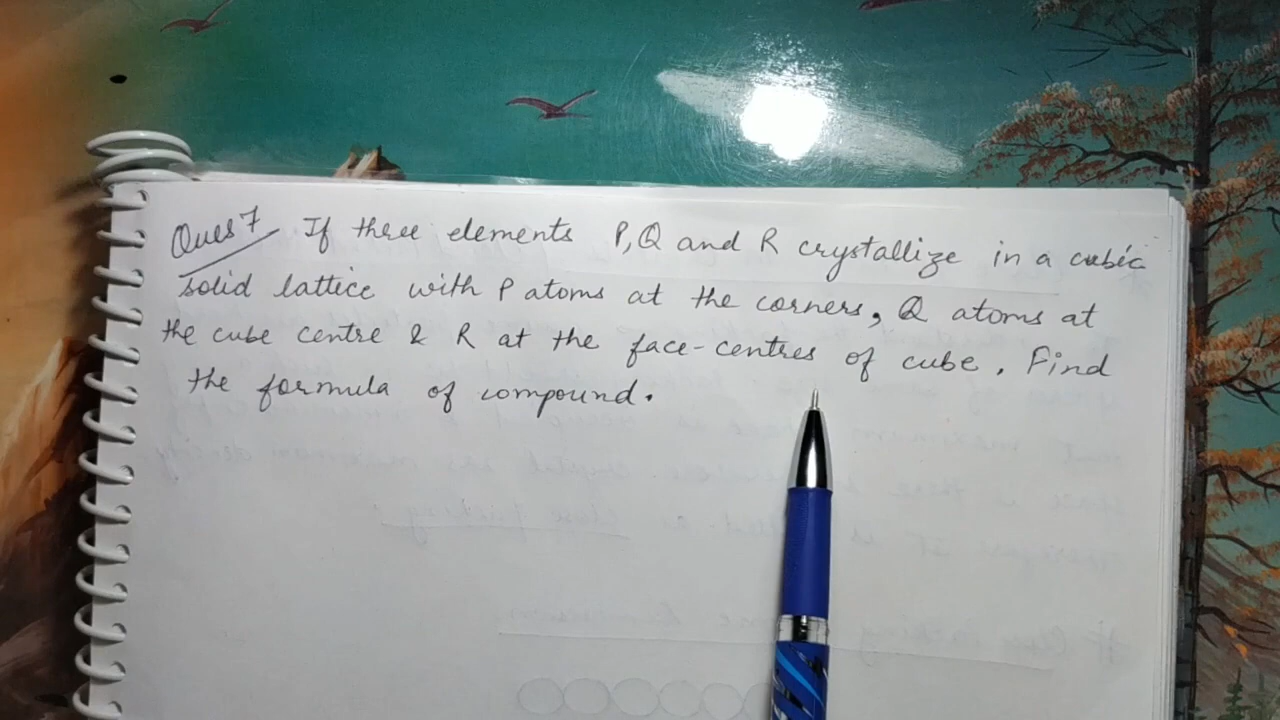 Ques 7 If three elements P, Q and R crystallize in a cubic
solid lattice with P atoms at the corners, Q atoms at
the cube centre & R at the face-centres of cube. Find
the formula of compound.